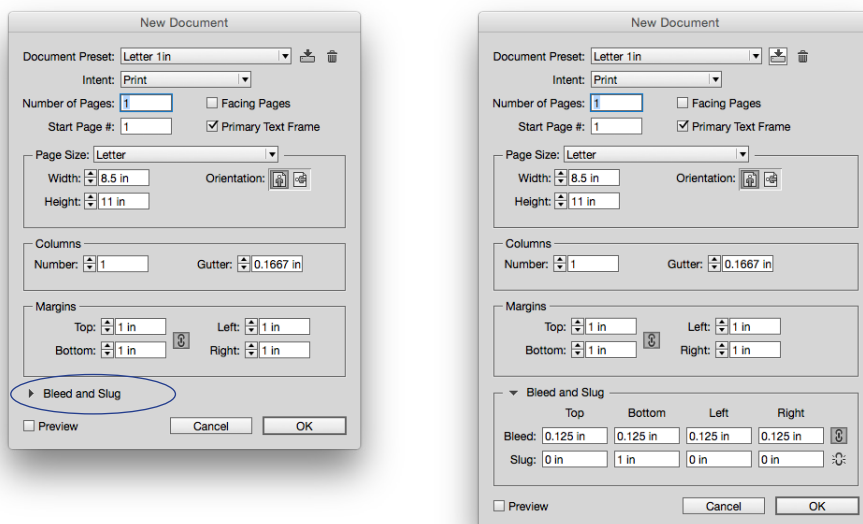 New Document
Document Preset: Letter 1in
Intent: Print
Number of Pages: 1 Facing Pages
Start Page #: 1 Primary Text Frame
Page Size: Letter
Width: 8.5 in Orientation:
Height: 11 in
Columns
Number: 1 Gutter: 0.1667 in
Margins
Top: 1 in Left: 1 in
Bottom: 1 in Right: 1 in
Bleed and Slug
Preview Cancel OK
New Document
Document Preset: Letter 1in
Intent: Print
Number of Pages: 1 Facing Pages
Start Page #: 1 Primary Text Frame
Page Size: Letter
Width: 8.5 in Orientation:
Height: 11 in
Columns
Number: 1 Gutter: 0.1667 in
Margins
Top: 1 in Left: 1 in
Bottom: 1 in Right: 1 in
Bleed and Slug
Top Bottom Left Right
Bleed: 0.125 in 0.125 in 0.125 in 0.125 in
Slug: 0 in 1 in 0 in 0 in
Preview Cancel OK